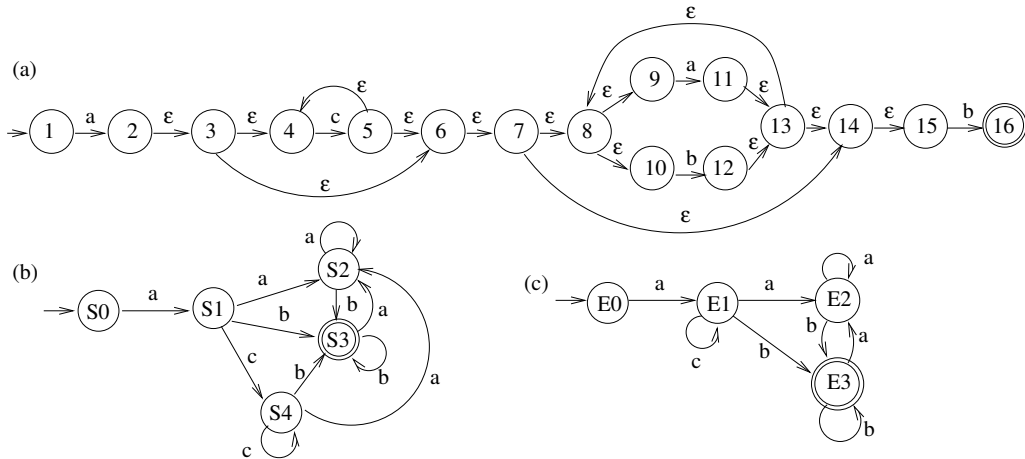 (a)
ε
1 a 2 ε 3 ε 4 c 5 ε 6 ε 7 ε 8 ε 9 a 11 ε 13 ε 14 ε 15 b 16
ε
ε 10 b 12 ε
ε
ε
(b)
S0 a S1 a S2 a
b S3 b a b
c S4 b a
c
(c)
E0 a E1 a E2 a
c b E3 b a
b